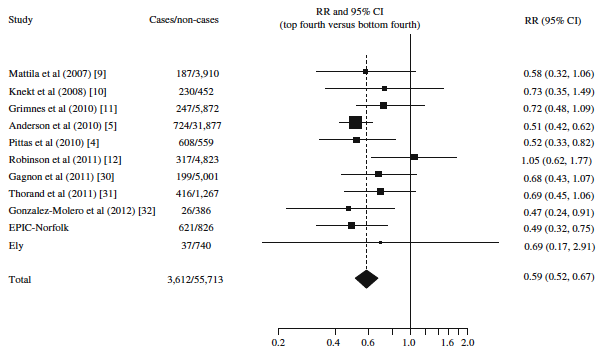 Study Cases/non-cases RR and 95% CI RR (95% CI)
(top fourth versus bottom fourth)
Mattila et al (2007) [9] 187/3,910 0.58 (0.32, 1.06)
Knekt et al (2008) [10] 230/452 0.73 (0.35, 1.49)
Grimnes et al (2010) [11] 247/5,872 0.72 (0.48, 1.09)
Anderson et al (2010) [5] 724/31,877 0.51 (0.42, 0.62)
Pittas et al (2010) [4] 608/559 0.52 (0.33, 0.82)
Robinson et al (2011) [12] 317/4,823 1.05 (0.62, 1.77)
Gagnon et al (2011) [30] 199/5,001 0.68 (0.43, 1.07)
Thorand et al (2011) [31] 416/1,267 0.69 (0.45, 1.06)
Gonzalez-Molero et al (2012) [32] 26/386 0.47 (0.24, 0.91)
EPIC-Norfolk 621/826 0.49 (0.32, 0.75)
Ely 37/740 0.69 (0.17, 2.91)
Total 3,612/55,713 0.59 (0.52, 0.67)
0.2 0.4 0.6 1.0 1.6 2.0